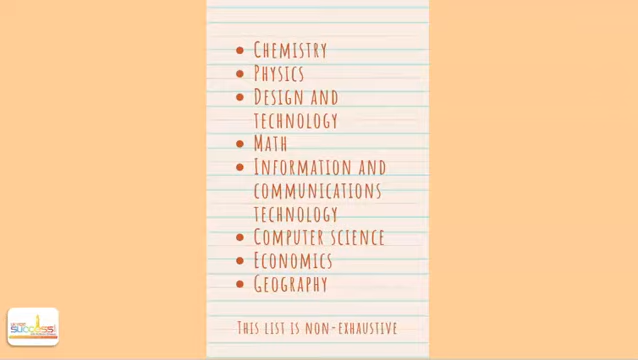 • Chemistry
• Physics
• Design and
technology
• Math
• Information and
communications
technology
• Computer science
• Economics
• Geography
This list is non-exhaustive
success